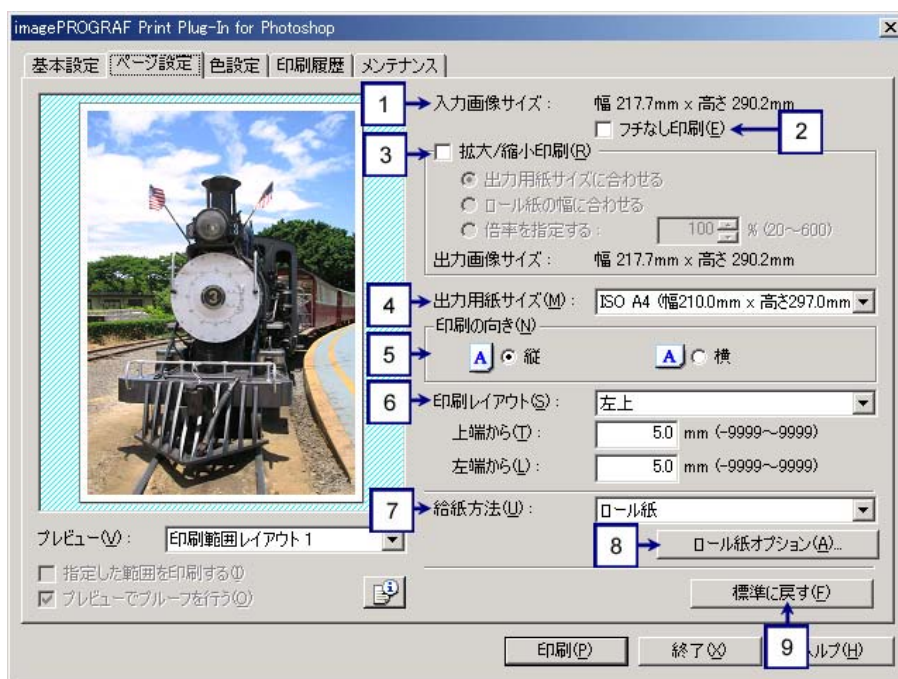 imagePROGRAF Print Plug-In for Photoshop
基本設定 ページ設定 色設定 印刷履歴 メンテナンス
1 入力画像サイズ： 幅 217.7mm x 高さ 290.2mm
フチなし印刷(E) 2
3 拡大/縮小印刷(R)
出力用紙サイズに合わせる
ロール紙の幅に合わせる
倍率を指定する： 100 % (20～600)
出力画像サイズ： 幅 217.7mm x 高さ 290.2mm
4 出力用紙サイズ(M)： ISO A4 (幅210.0mm x 高さ297.0mm
印刷の向き(N)
5 A 縦 A 横
6 印刷レイアウト(S)： 左上
上端から(T)： 5.0 mm (-9999～9999)
左端から(L)： 5.0 mm (-9999～9999)
7 給紙方法(U)： ロール紙
8 ロール紙オプション(A)...
プレビュー(V)： 印刷範囲レイアウト 1
指定した範囲を印刷する(I)
プレビューでプルーフを行う(O)
標準に戻す(F)
9
印刷(P) 終了(X) ヘルプ(H)
3